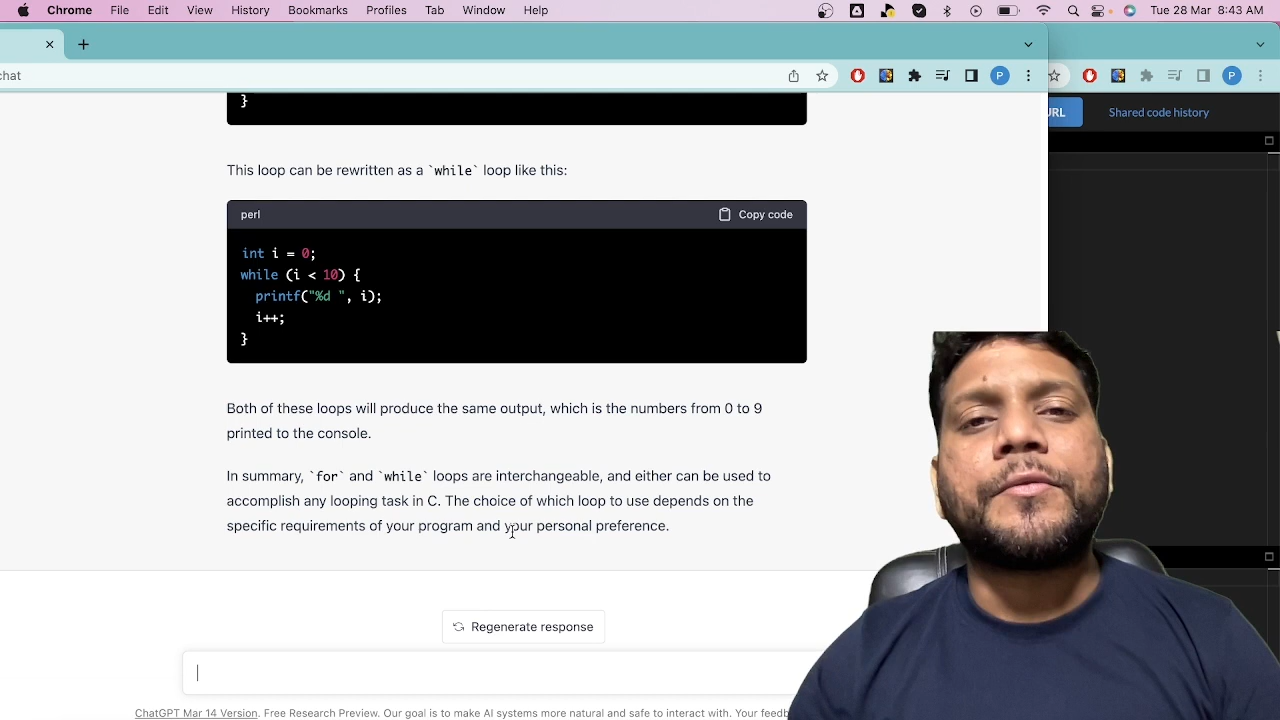 Chrome File Edit View History Bookmarks Profiles Tab Window Help Tue 28 Mar 8:43 AM
chat
P
P
URL Shared code history
}
This loop can be rewritten as a `while` loop like this:
perl Copy code
int i = 0;
while (i < 10) {
printf("%d ", i);
i++;
}
Both of these loops will produce the same output, which is the numbers from 0 to 9
printed to the console.
In summary, `for` and `while` loops are interchangeable, and either can be used to
accomplish any looping task in C. The choice of which loop to use depends on the
specific requirements of your program and your personal preference.
Regenerate response
ChatGPT Mar 14 Version. Free Research Preview. Our goal is to make AI systems more natural and safe to interact with. Your